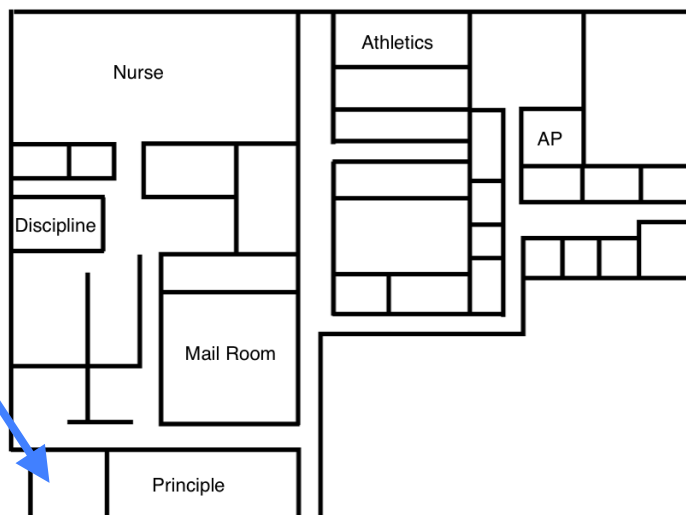 Athletics
Nurse
AP
Discipline
Mail Room
Principle